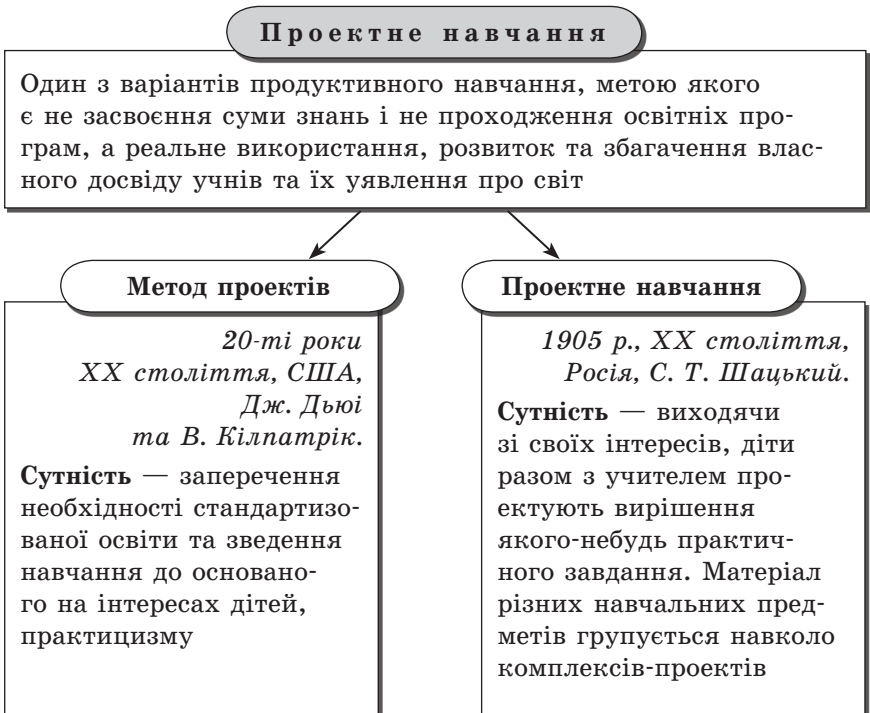 Проектне навчання
Один з варіантів продуктивного навчання, метою якого
є не засвоєння суми знань і не проходження освітніх про-
грам, а реальне використання, розвиток та збагачення влас-
ного досвіду учнів та їх уявлення про світ
Метод проектів
20-ті роки
XX століття, США,
Дж. Дьюі
та В. Кілпатрік.
Сутність — заперечення
необхідності стандартизо-
ваної освіти та зведення
навчання до основано-
го на інтересах дітей,
практицизму
Проектне навчання
1905 р., XX століття,
Росія, С. Т. Шацький.
Сутність — виходячи
зі своїх інтересів, діти
разом з учителем про-
ектують вирішення
якого-небудь практич-
ного завдання. Матеріал
різних навчальних пред-
метів групується навколо
комплексів-проектів